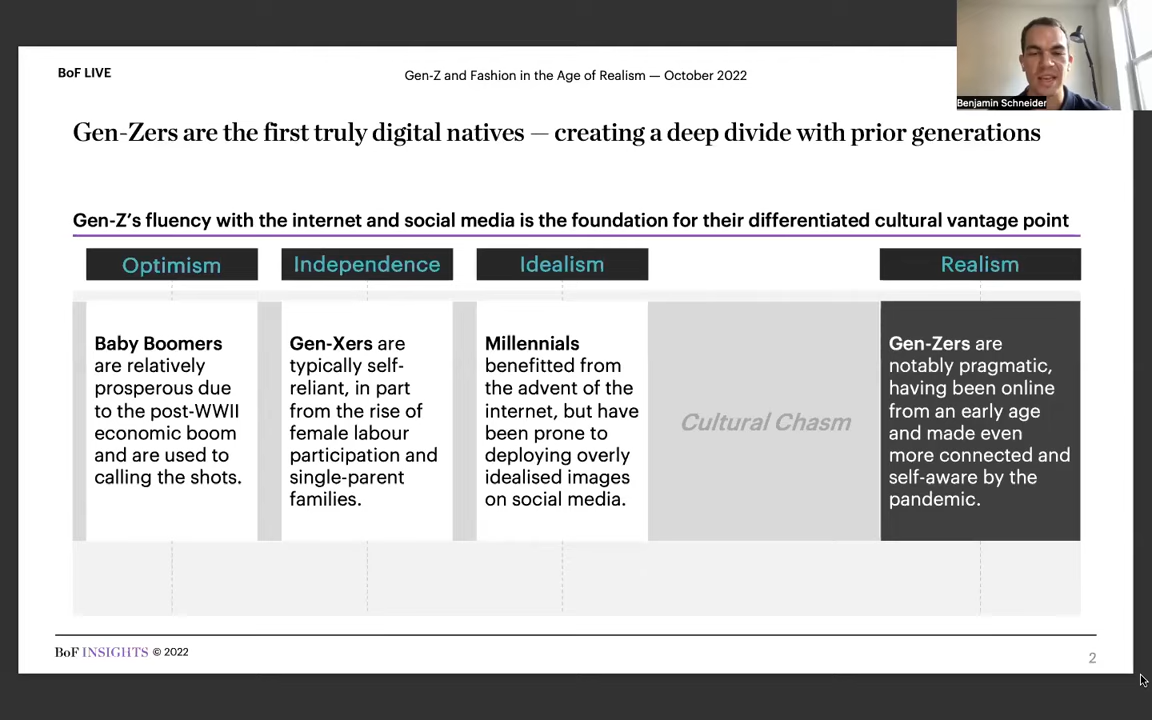 BoF LIVE
Gen-Z and Fashion in the Age of Realism — October 2022
Benjamin Schneider
Gen-Zers are the first truly digital natives — creating a deep divide with prior generations
Gen-Z’s fluency with the internet and social media is the foundation for their differentiated cultural vantage point
Optimism
Baby Boomers
are relatively
prosperous due
to the post-WWII
economic boom
and are used to
calling the shots.
Independence
Gen-Xers are
typically self-
reliant, in part
from the rise of
female labour
participation and
single-parent
families.
Idealism
Millennials
benefitted from
the advent of the
internet, but have
been prone to
deploying overly
idealised images
on social media.
Cultural Chasm
Realism
Gen-Zers are
notably pragmatic,
having been online
from an early age
and made even
more connected and
self-aware by the
pandemic.
BoF INSIGHTS © 2022
2